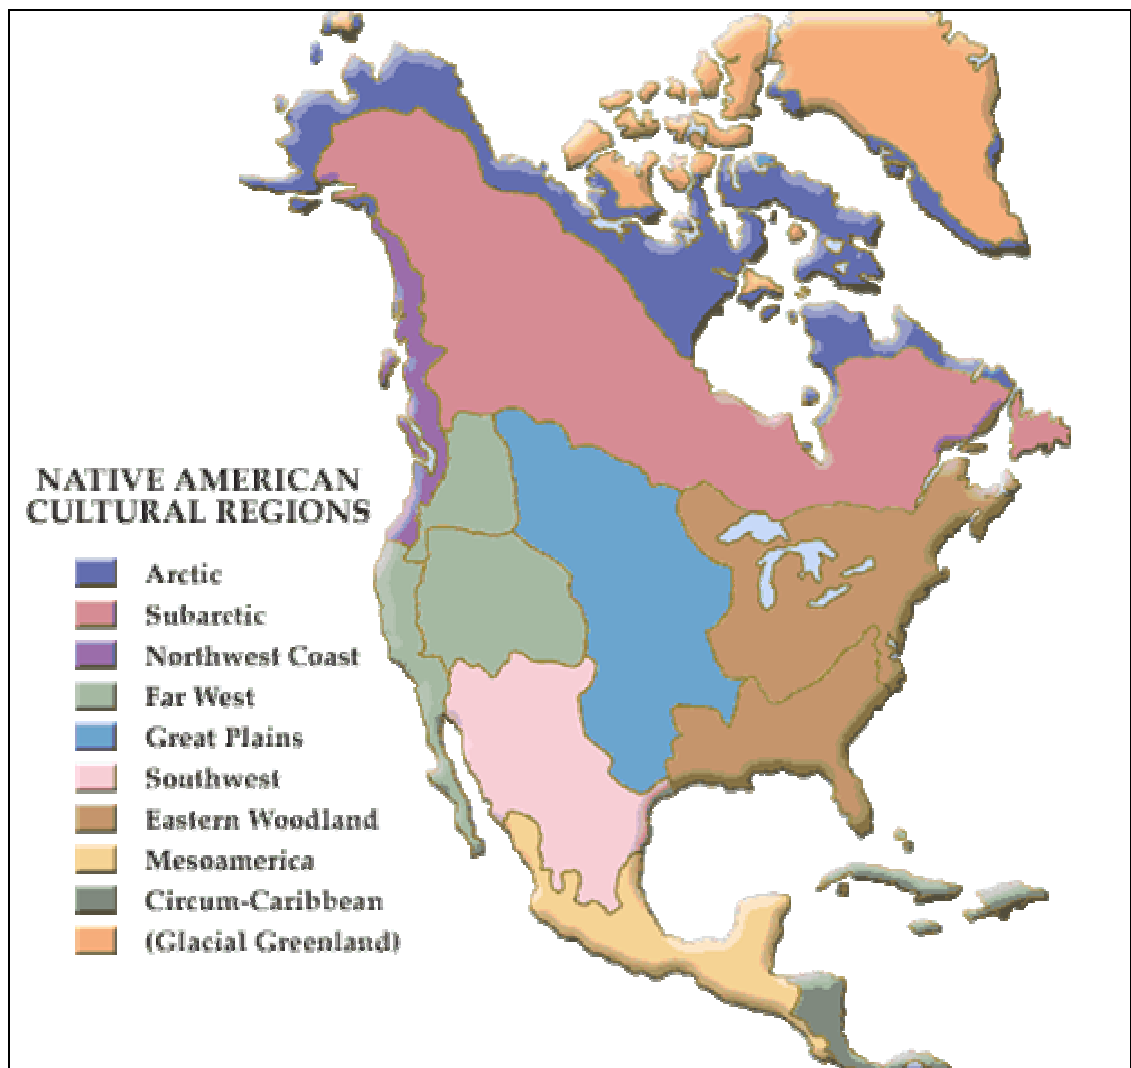 NATIVE AMERICAN
CULTURAL REGIONS
Arctic
Subarctic
Northwest Coast
Far West
Great Plains
Southwest
Eastern Woodland
Mesoamerica
Circum-Caribbean
(Glacial Greenland)